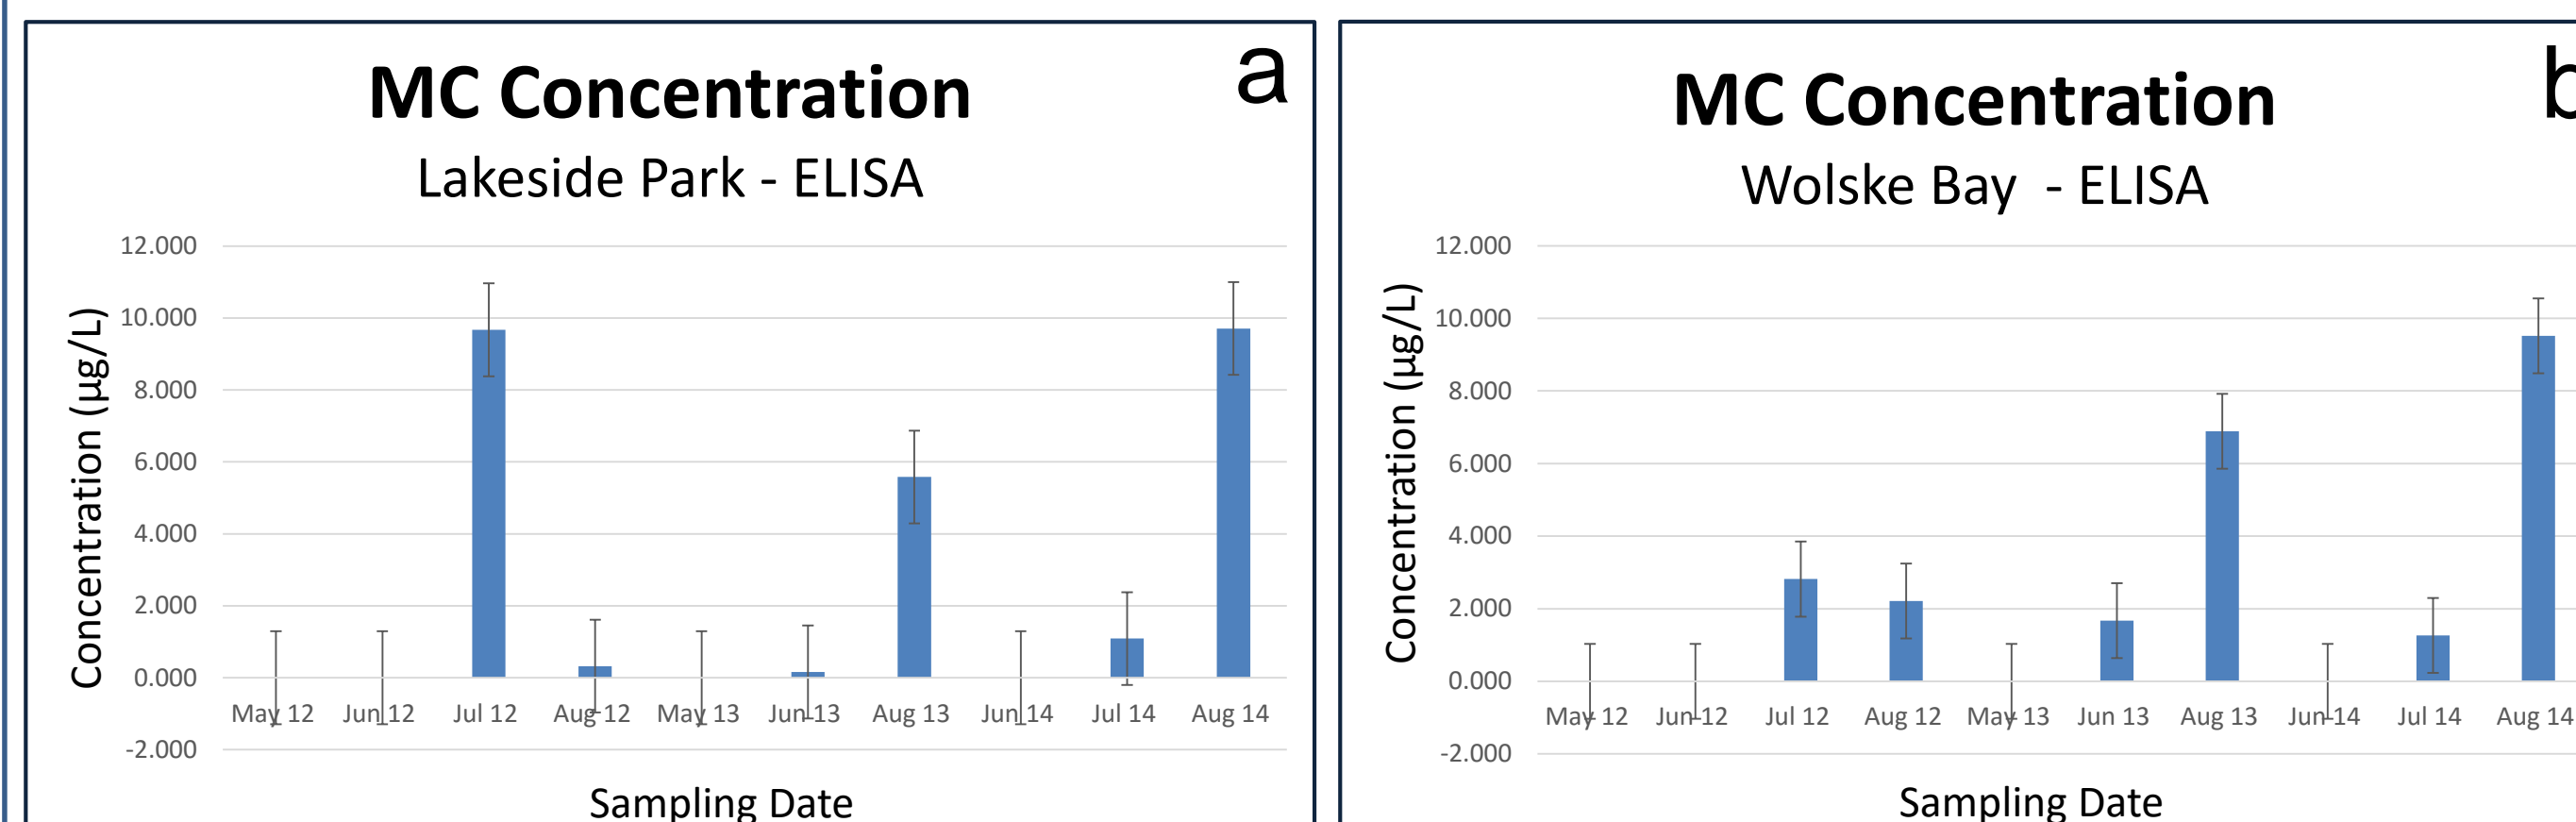 a
MC Concentration
Lakeside Park - ELISA
Concentration (µg/L)
12.000
10.000
8.000
6.000
4.000
2.000
0.000
-2.000
May 12 Jun 12 Jul 12 Aug 12 May 13 Jun 13 Aug 13 Jun 14 Jul 14 Aug 14
Sampling Date
b
MC Concentration
Wolske Bay - ELISA
Concentration (µg/L)
12.000
10.000
8.000
6.000
4.000
2.000
0.000
-2.000
May 12 Jun 12 Jul 12 Aug 12 May 13 Jun 13 Aug 13 Jun 14 Jul 14 Aug 14
Sampling Date